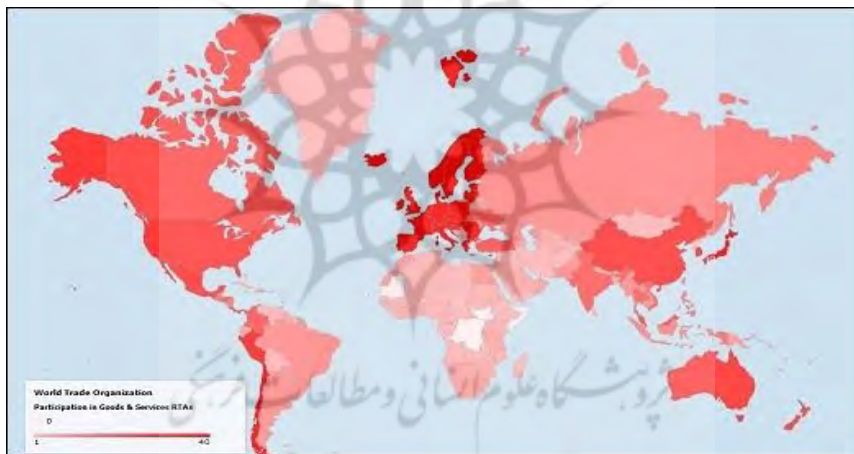 پژوهشگاه علوم انسانی و مطالعات فرهنگی
World Trade Organization
Participation in Goods & Services RTAs
0
1 40